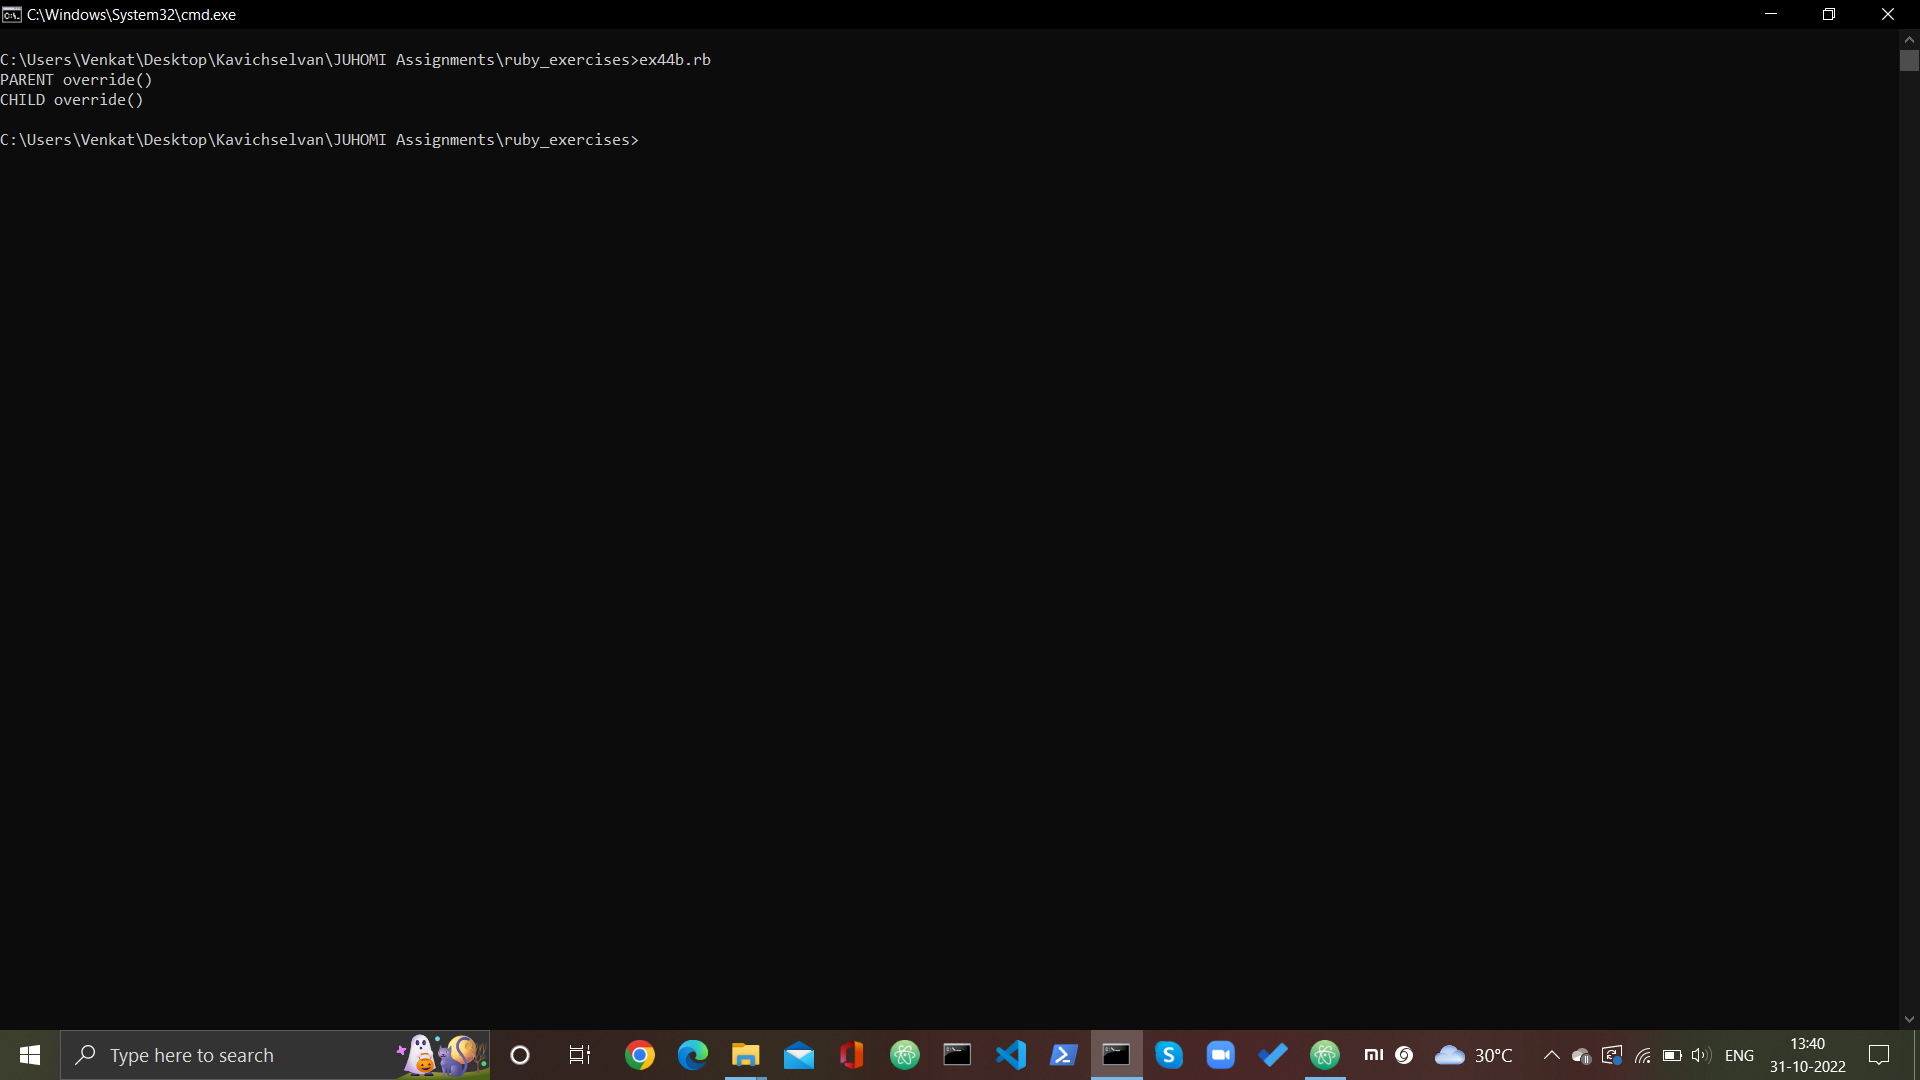 C:\Windows\System32\cmd.exe
C:\Users\Venkat\Desktop\Kavichselvan\JUHOMI Assignments\ruby_exercises>ex44b.rb
PARENT override()
CHILD override()
C:\Users\Venkat\Desktop\Kavichselvan\JUHOMI Assignments\ruby_exercises>
Type here to search
30°C
ENG
13:40
31-10-2022